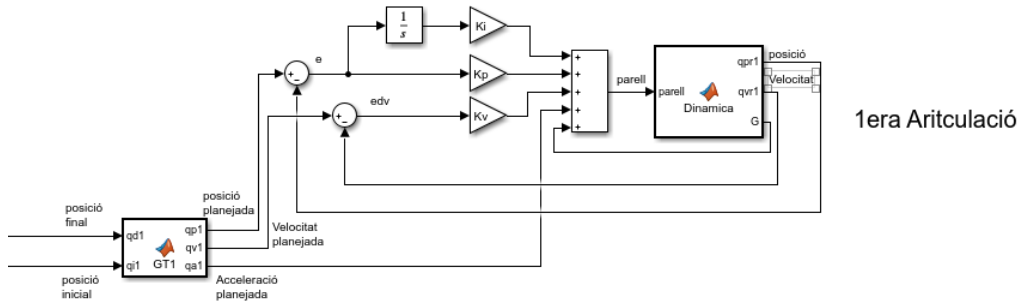 1
s
Ki
e
Kp
edv
Kv
+
−
+
−
+
+
+
+
+
parell
parell
Dinamica
qpr1
qvr1
G
posició
Velocitat
1era Aritculació
posició
final
posició
inicial
qd1
qi1
GT1
qp1
qv1
qa1
posició
planejada
Velocitat
planejada
Acceleració
planejada